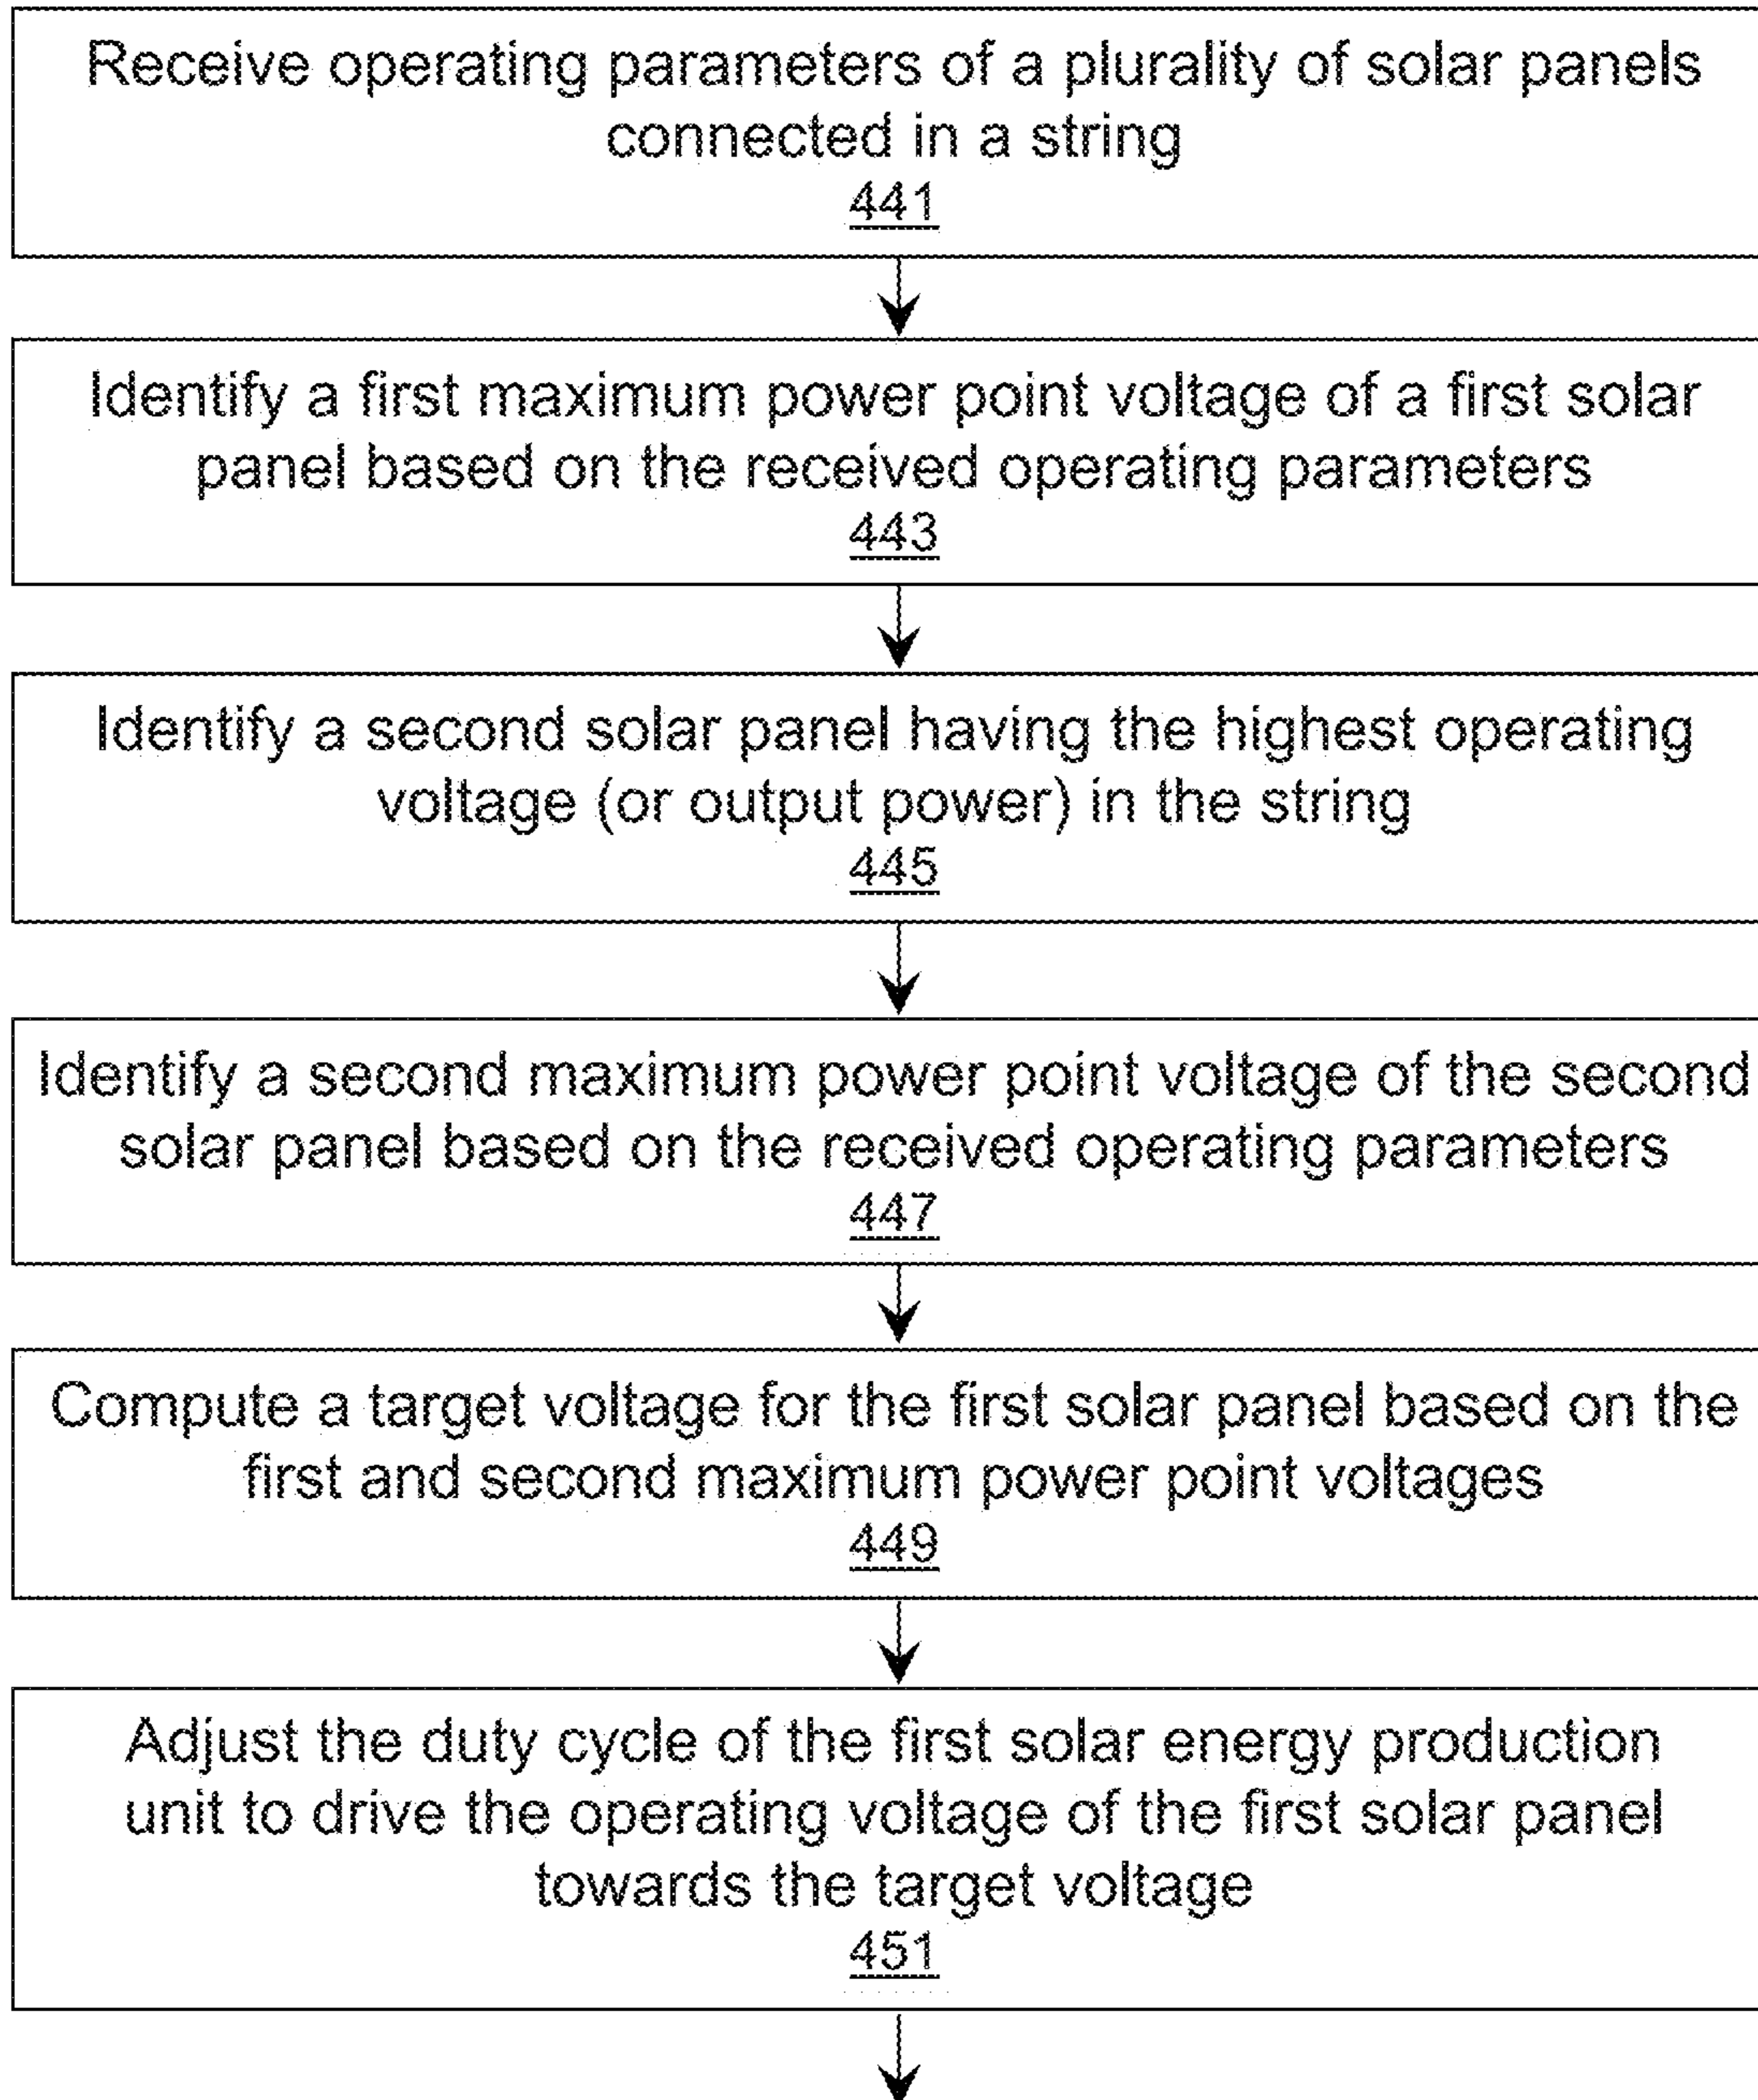 Receive operating parameters of a plurality of solar panels
connected in a string
441
Identify a first maximum power point voltage of a first solar
panel based on the received operating parameters
443
Identify a second solar panel having the highest operating
voltage (or output power) in the string
445
Identify a second maximum power point voltage of the second
solar panel based on the received operating parameters
447
Compute a target voltage for the first solar panel based on the
first and second maximum power point voltages
449
Adjust the duty cycle of the first solar energy production
unit to drive the operating voltage of the first solar panel
towards the target voltage
451